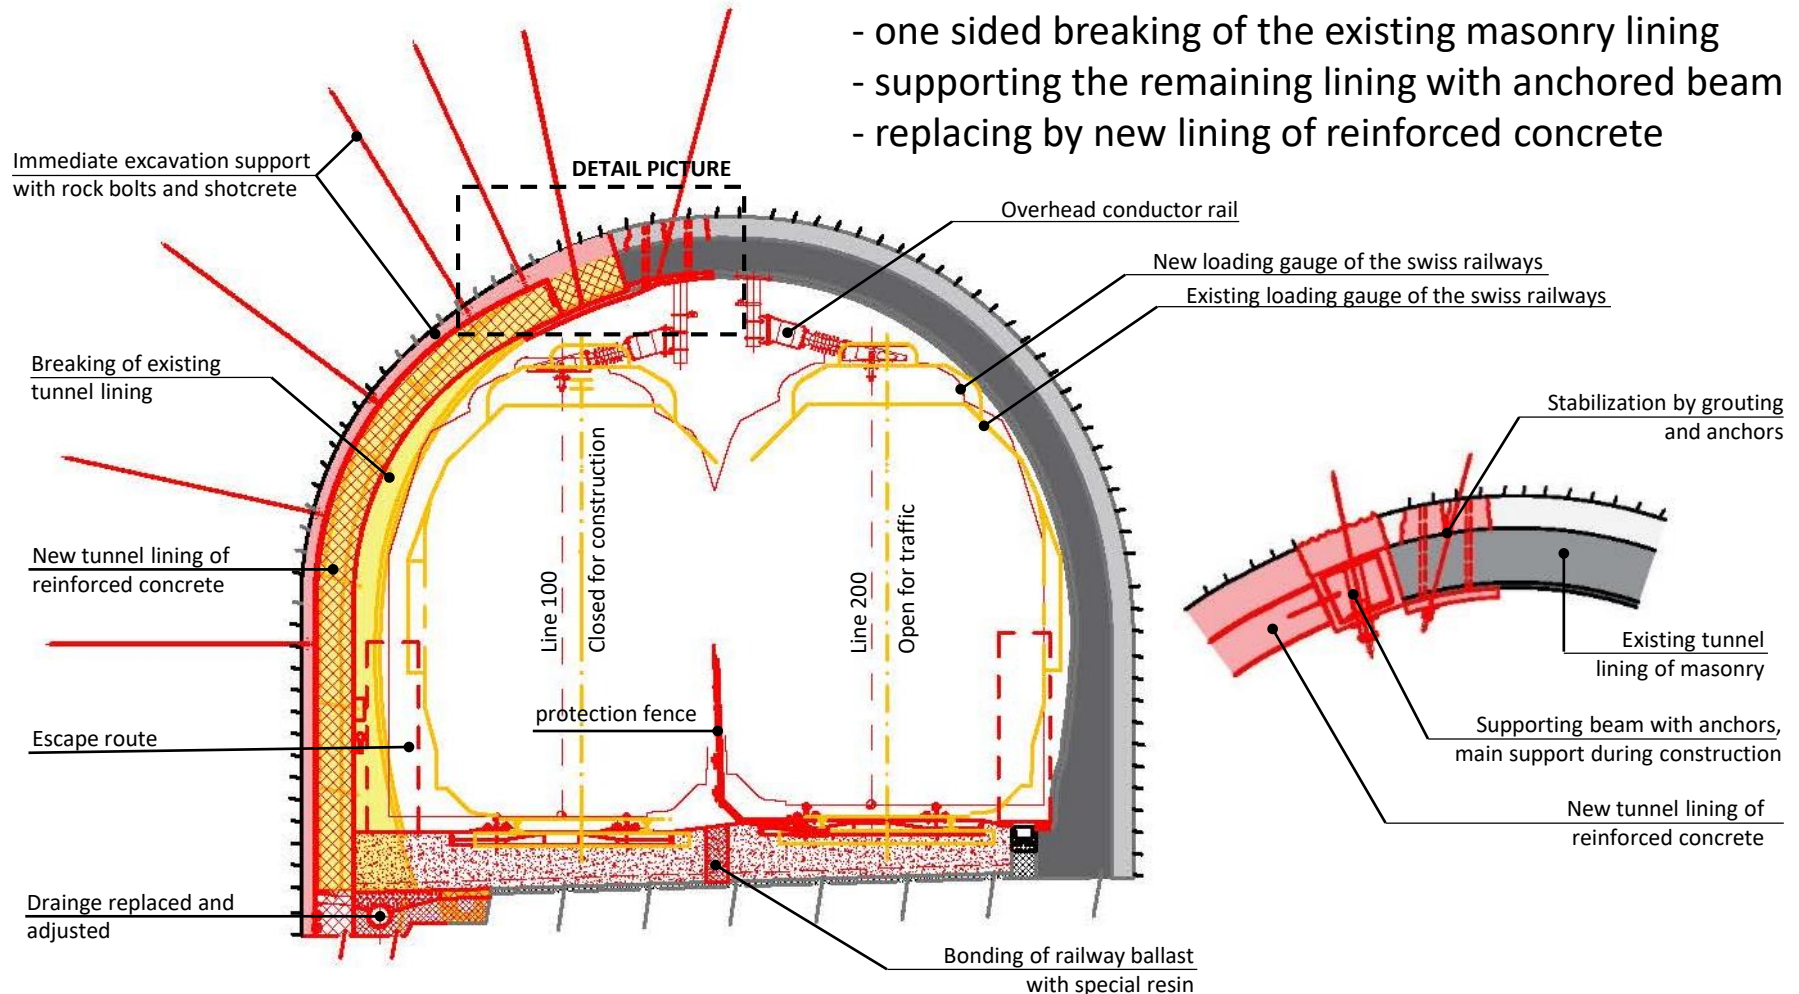 - one sided breaking of the existing masonry lining
- supporting the remaining lining with anchored beam
- replacing by new lining of reinforced concrete
Immediate excavation support
with rock bolts and shotcrete
DETAIL PICTURE
Overhead conductor rail
New loading gauge of the swiss railways
Existing loading gauge of the swiss railways
Breaking of existing
tunnel lining
Stabilization by grouting
and anchors
New tunnel lining of
reinforced concrete
Line 100
Closed for construction
Line 200
Open for traffic
Existing tunnel
lining of masonry
Escape route
protection fence
Supporting beam with anchors,
main support during construction
New tunnel lining of
reinforced concrete
Drainge replaced and
adjusted
Bonding of railway ballast
with special resin